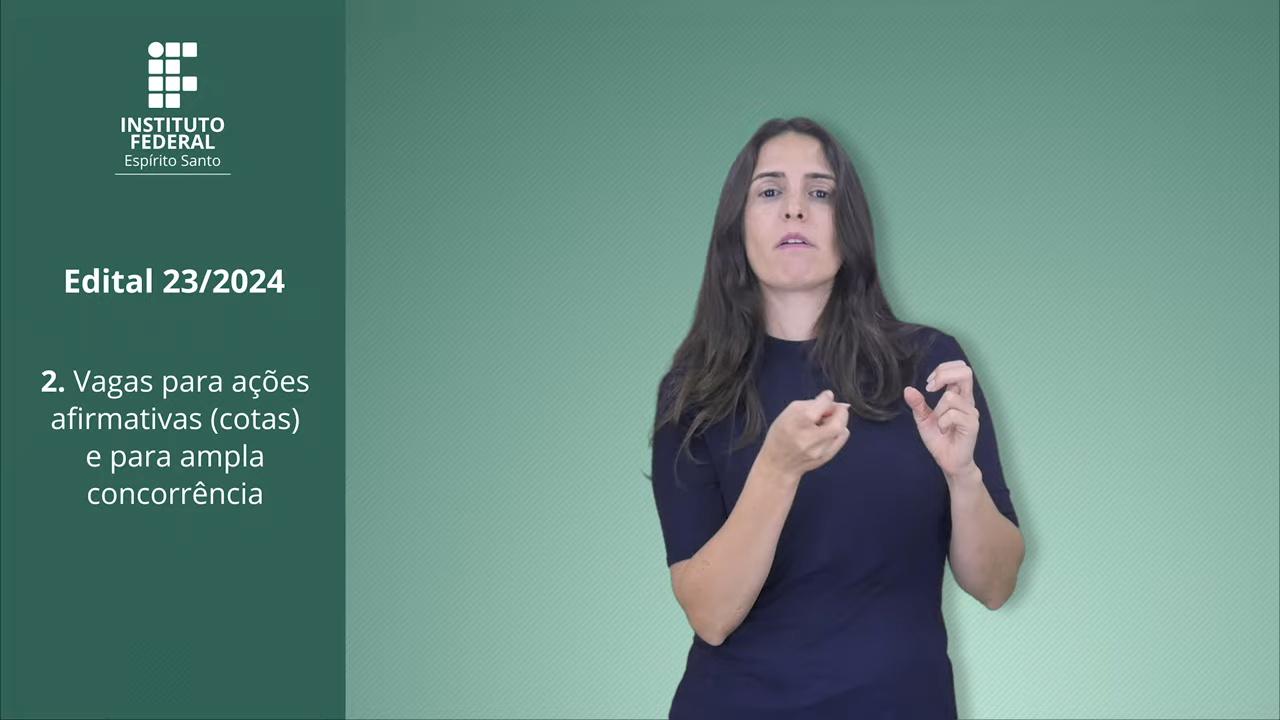 INSTITUTO
FEDERAL
Espírito Santo
Edital 23/2024
2. Vagas para ações
afirmativas (cotas)
e para ampla
concorrência